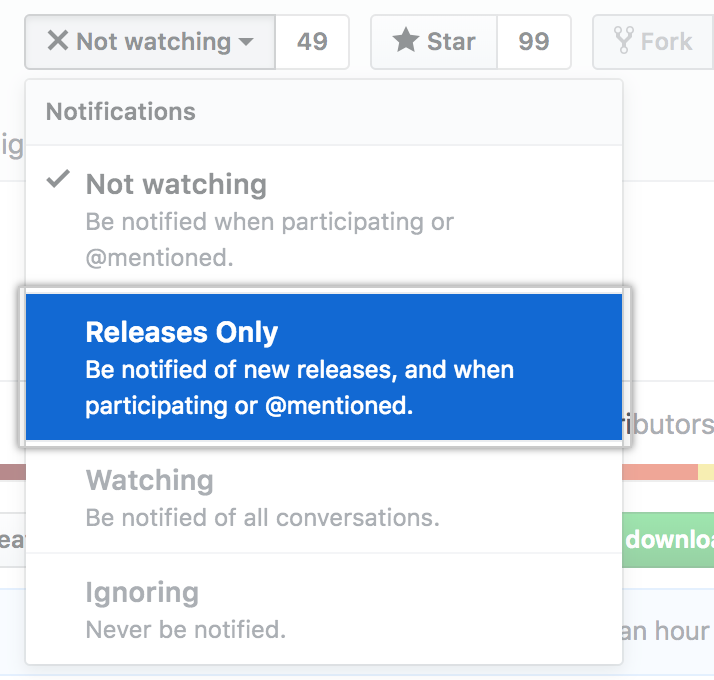 Not watching 49 Star 99 Fork
Notifications
Not watching
Be notified when participating or
@mentioned.
Releases Only
Be notified of new releases, and when
participating or @mentioned.
ributors
Watching
Be notified of all conversations.
downloa
Ignoring
Never be notified.
an hour